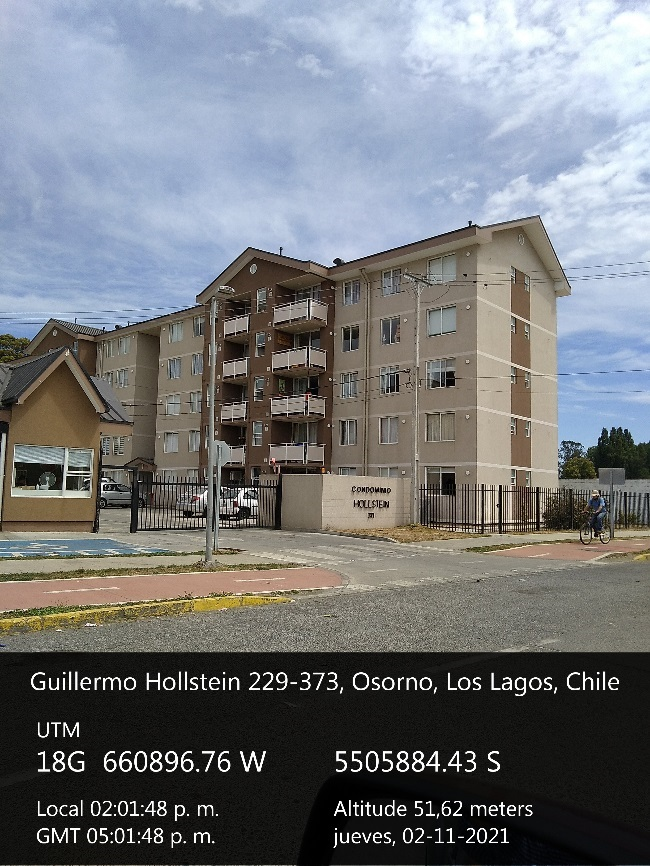 CONDOMINIO
HOLLSTEIN
Guillermo Hollstein 229-373, Osorno, Los Lagos, Chile
UTM
18G 660896.76 W 5505884.43 S
Local 02:01:48 p. m. Altitude 51,62 meters
GMT 05:01:48 p. m. jueves, 02-11-2021